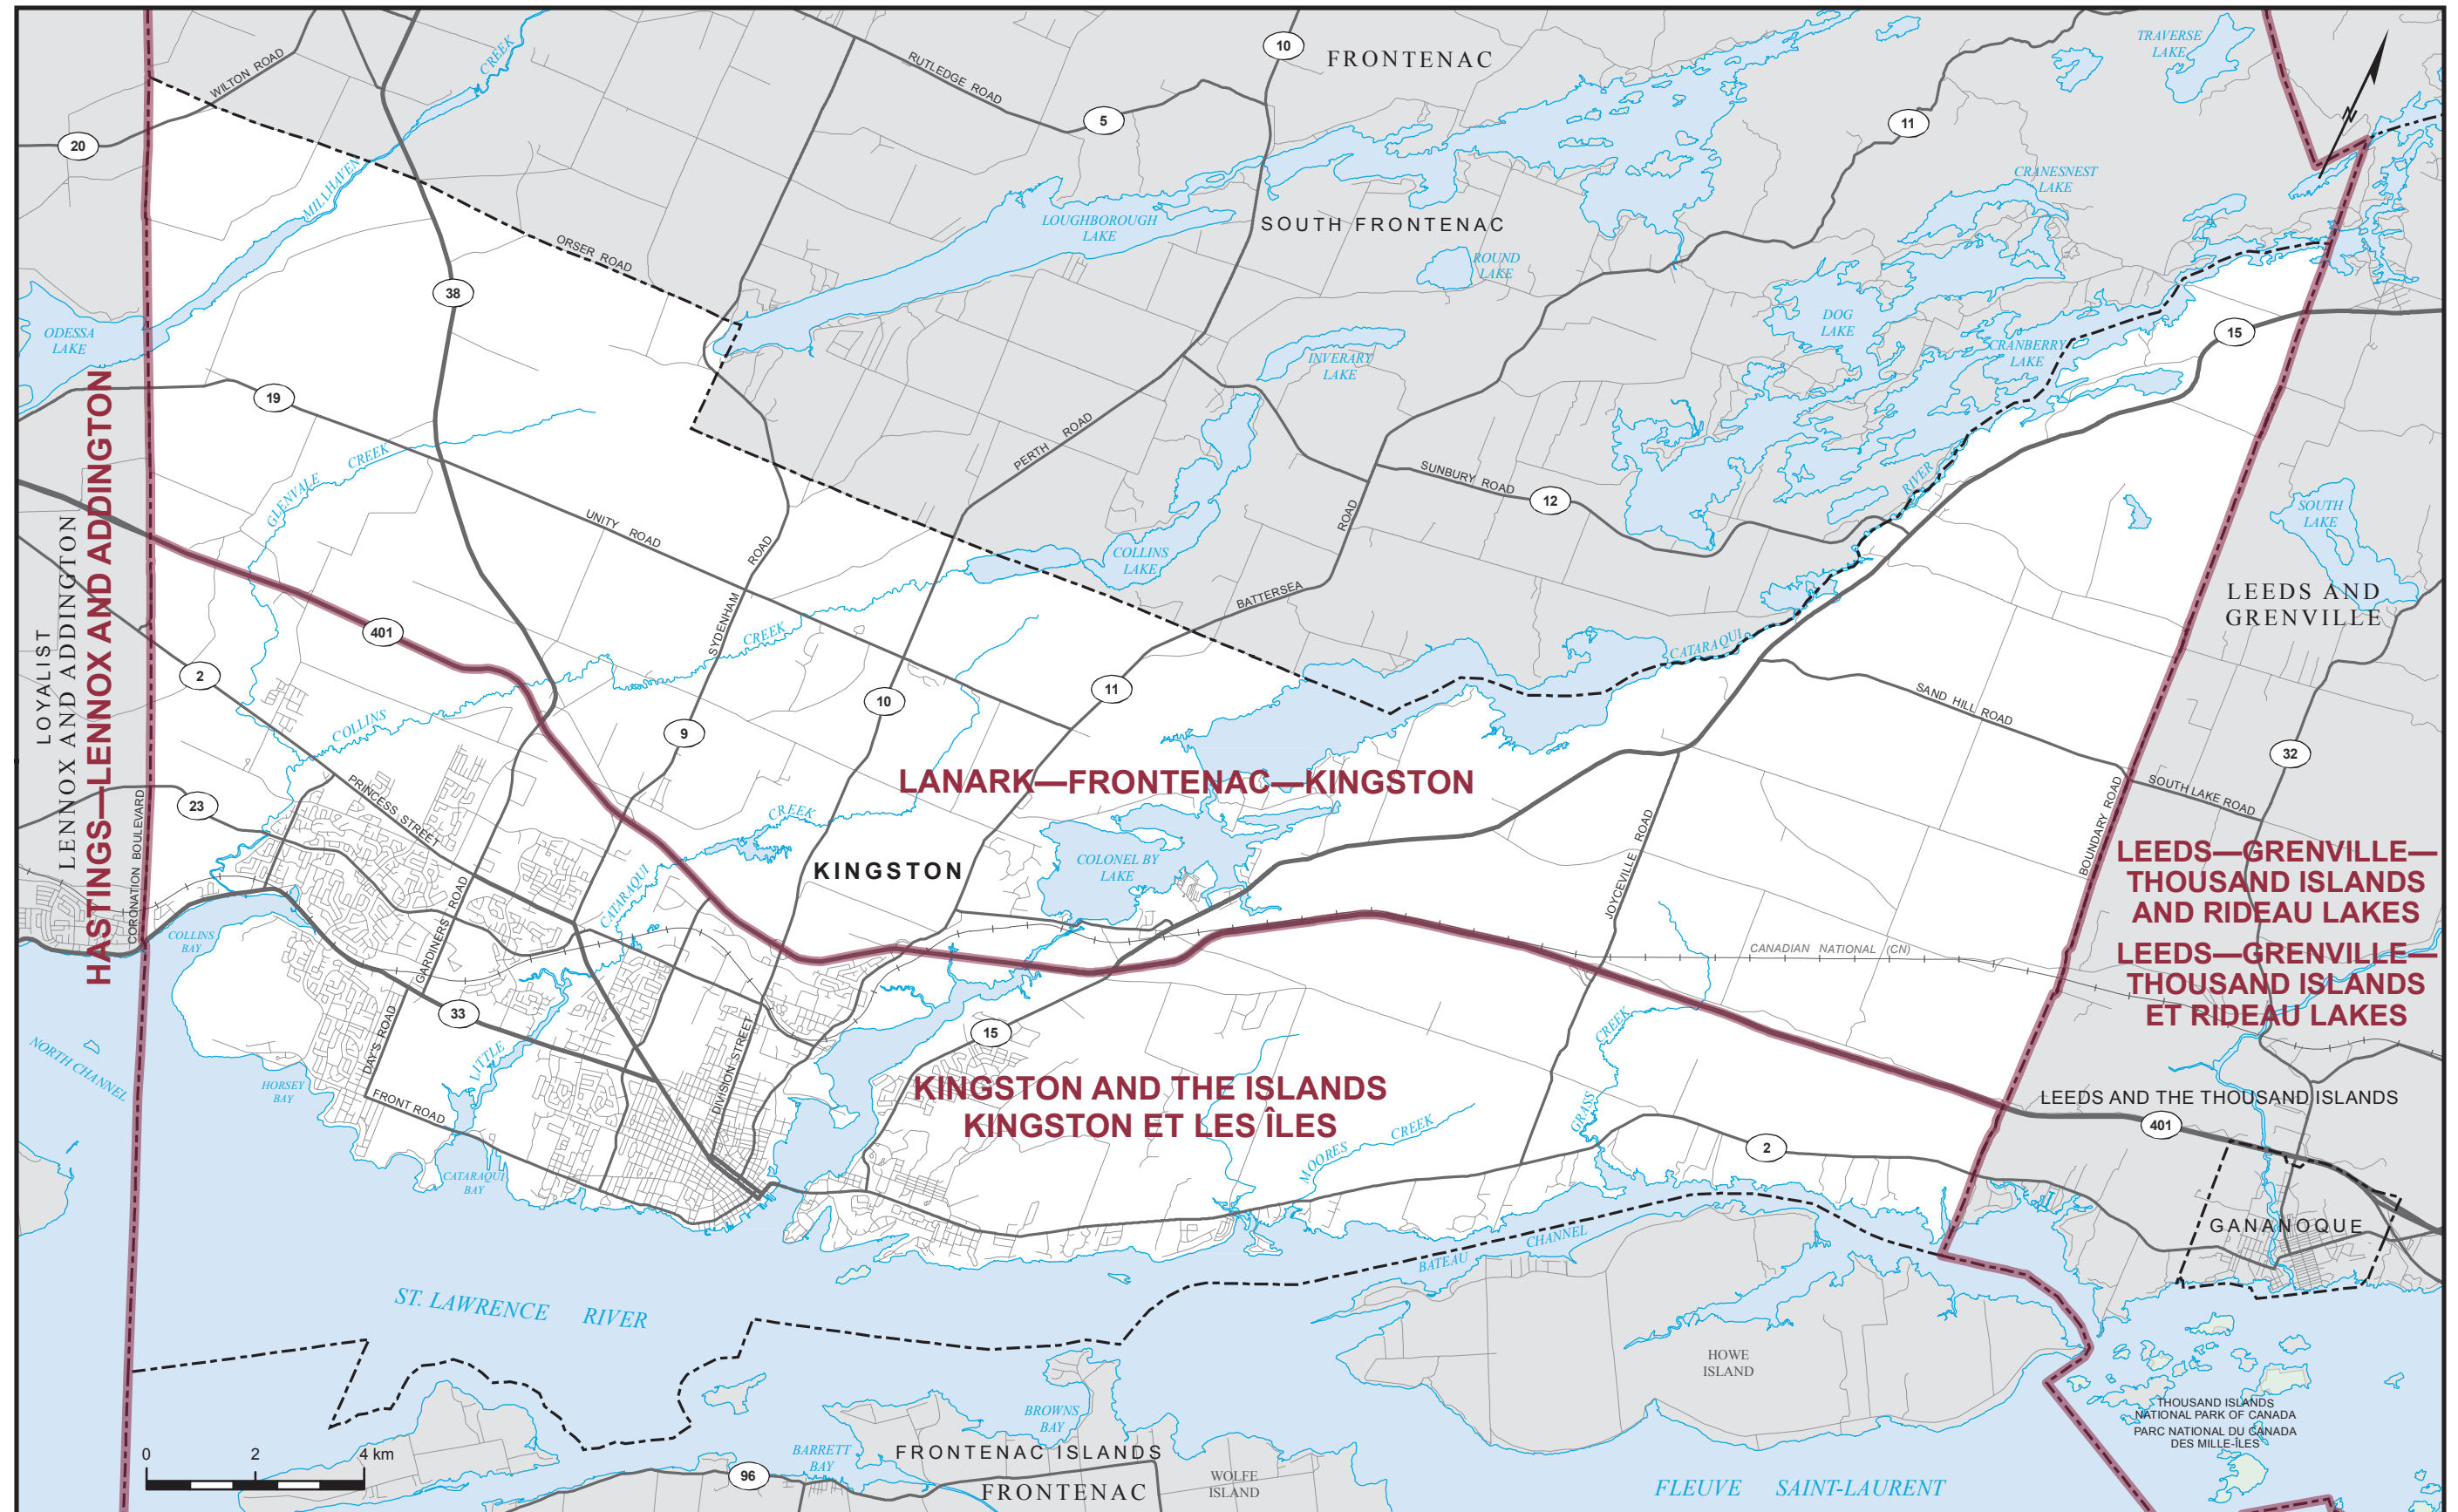 WILTON ROAD
20
CREEK
MILLHAVEN
38
RUTLEDGE ROAD
5
10
FRONTENAC
11
TRAVERSE
LAKE
N
CRANESNEST
LAKE
LOUGHBOROUGH
LAKE
SOUTH FRONTENAC
ROUND
LAKE
ORSER ROAD
ODESSA
LAKE
DOG
LAKE
CRANBERRY
LAKE
15
INVERARY
LAKE
19
GLENVALE CREEK
UNITY ROAD
PERTH ROAD
SUNBURY ROAD
12
RIVER
CATARAQUI
SOUTH
LAKE
LEEDS AND
GRENVILLE
COLLINS
LAKE
BATTERSEA ROAD
SYDENHAM ROAD
CREEK
COLLINS
401
2
9
10
11
SAND HILL ROAD
32
SOUTH LAKE ROAD
BOUNDARY ROAD
LOYALIST
LENNOX AND ADDINGTON
HASTINGS—LENNOX AND ADDINGTON
CORONATION BOULEVARD
23
PRINCESS STREET
LANARK—FRONTENAC—KINGSTON
KINGSTON
CREEK
CATARAQUI
LITTLE
COLONEL BY
LAKE
JOYCEVILLE ROAD
LEEDS—GRENVILLE—
THOUSAND ISLANDS
AND RIDEAU LAKES
LEEDS—GRENVILLE—
THOUSAND ISLANDS
ET RIDEAU LAKES
CANADIAN NATIONAL (CN)
COLLINS
BAY
GARDINERS ROAD
DAY'S ROAD
33
DIVISION STREET
15
NORTH CHANNEL
HORSEY
BAY
FRONT ROAD
CATARAQUI
BAY
KINGSTON AND THE ISLANDS
KINGSTON ET LES ÎLES
MOORES CREEK
GRASS CREEK
2
LEEDS AND THE THOUSAND ISLANDS
401
GANANOQUE
BATEAU CHANNEL
ST. LAWRENCE RIVER
HOWE
ISLAND
THOUSAND ISLANDS
NATIONAL PARK OF CANADA
PARC NATIONAL DU CANADA
DES MILLE-ÎLES
0 2 4 km
BROWNS
BAY
BARRETT
BAY
96
FRONTENAC ISLANDS
FRONTENAC
WOLFE
ISLAND
FLEUVE SAINT-LAURENT